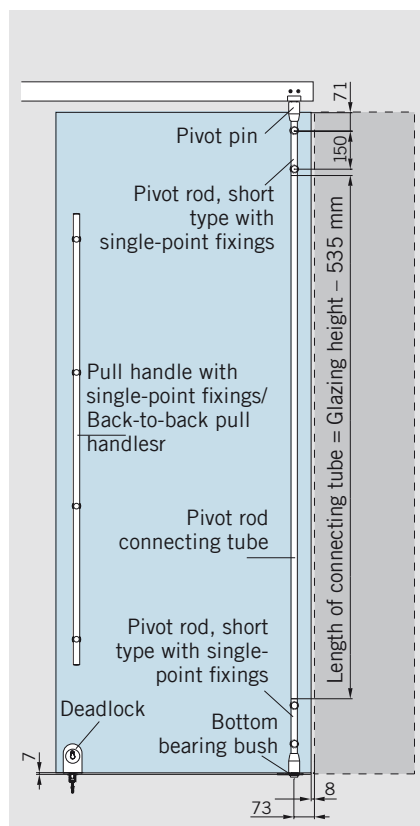 71
Pivot pin
150
Pivot rod, short
type with
single-point fixings
Length of connecting tube = Glazing height – 535 mm
Pull handle with
single-point fixings/
Back-to-back pull
handlesr
Pivot rod
connecting tube
Pivot rod, short
type with single-
point fixings
Deadlock
Bottom
bearing bush
7
8
73